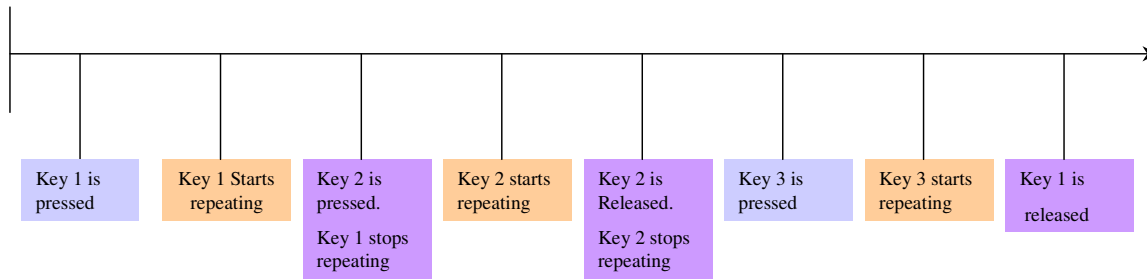 Key 1 is
pressed
Key 1 Starts
repeating
Key 2 is
pressed.
Key 1 stops
repeating
Key 2 starts
repeating
Key 2 is
Released.
Key 2 stops
repeating
Key 3 is
pressed
Key 3 starts
repeating
Key 1 is
released